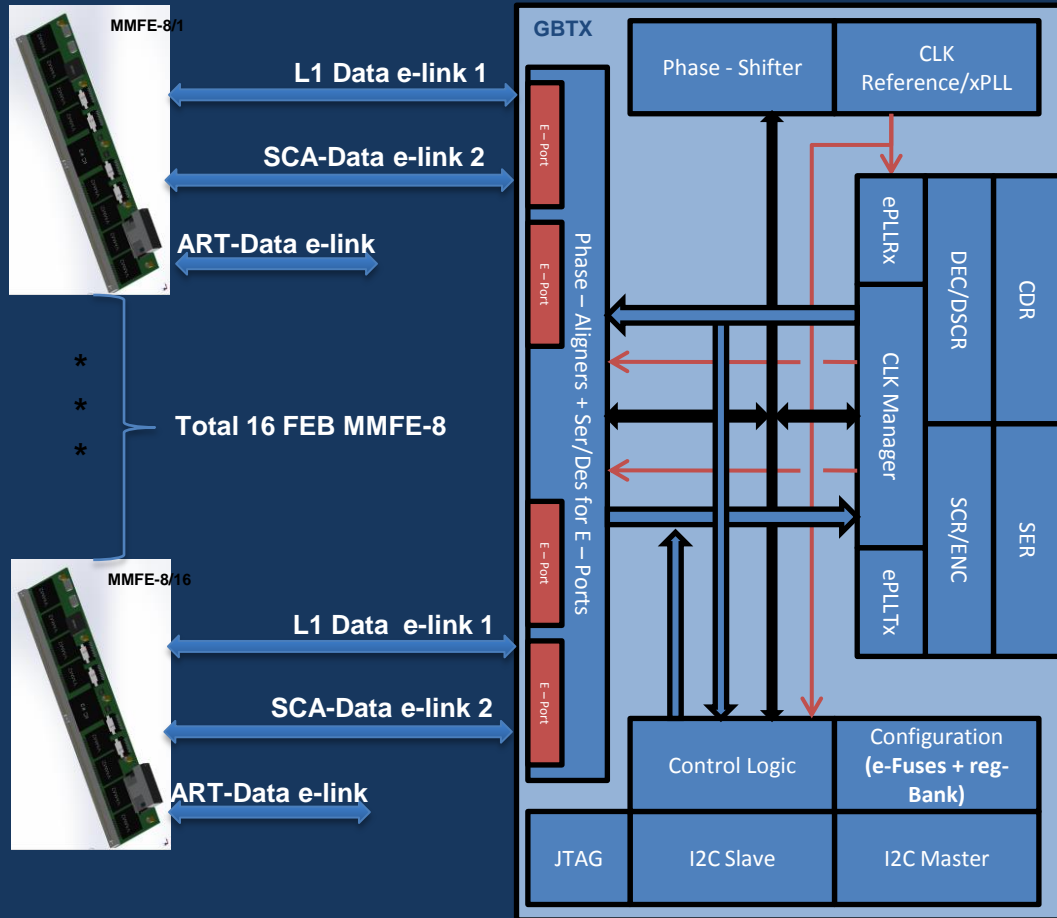 MMFE-8/1
L1 Data e-link 1
SCA-Data e-link 2
ART-Data e-link
*
*
*
Total 16 FEB MMFE-8
MMFE-8/16
L1 Data e-link 1
SCA-Data e-link 2
ART-Data e-link
GBTX
E – Port
E – Port
E – Port
E – Port
Phase – Aligners + Ser/Des for E – Ports
Phase - Shifter
CLK
Reference/xPLL
ePLLRx
CLK Manager
ePLLTx
DEC/DSCR
SCR/ENC
CDR
SER
Control Logic
Configuration
(e-Fuses + reg-
Bank)
JTAG
I2C Slave
I2C Master